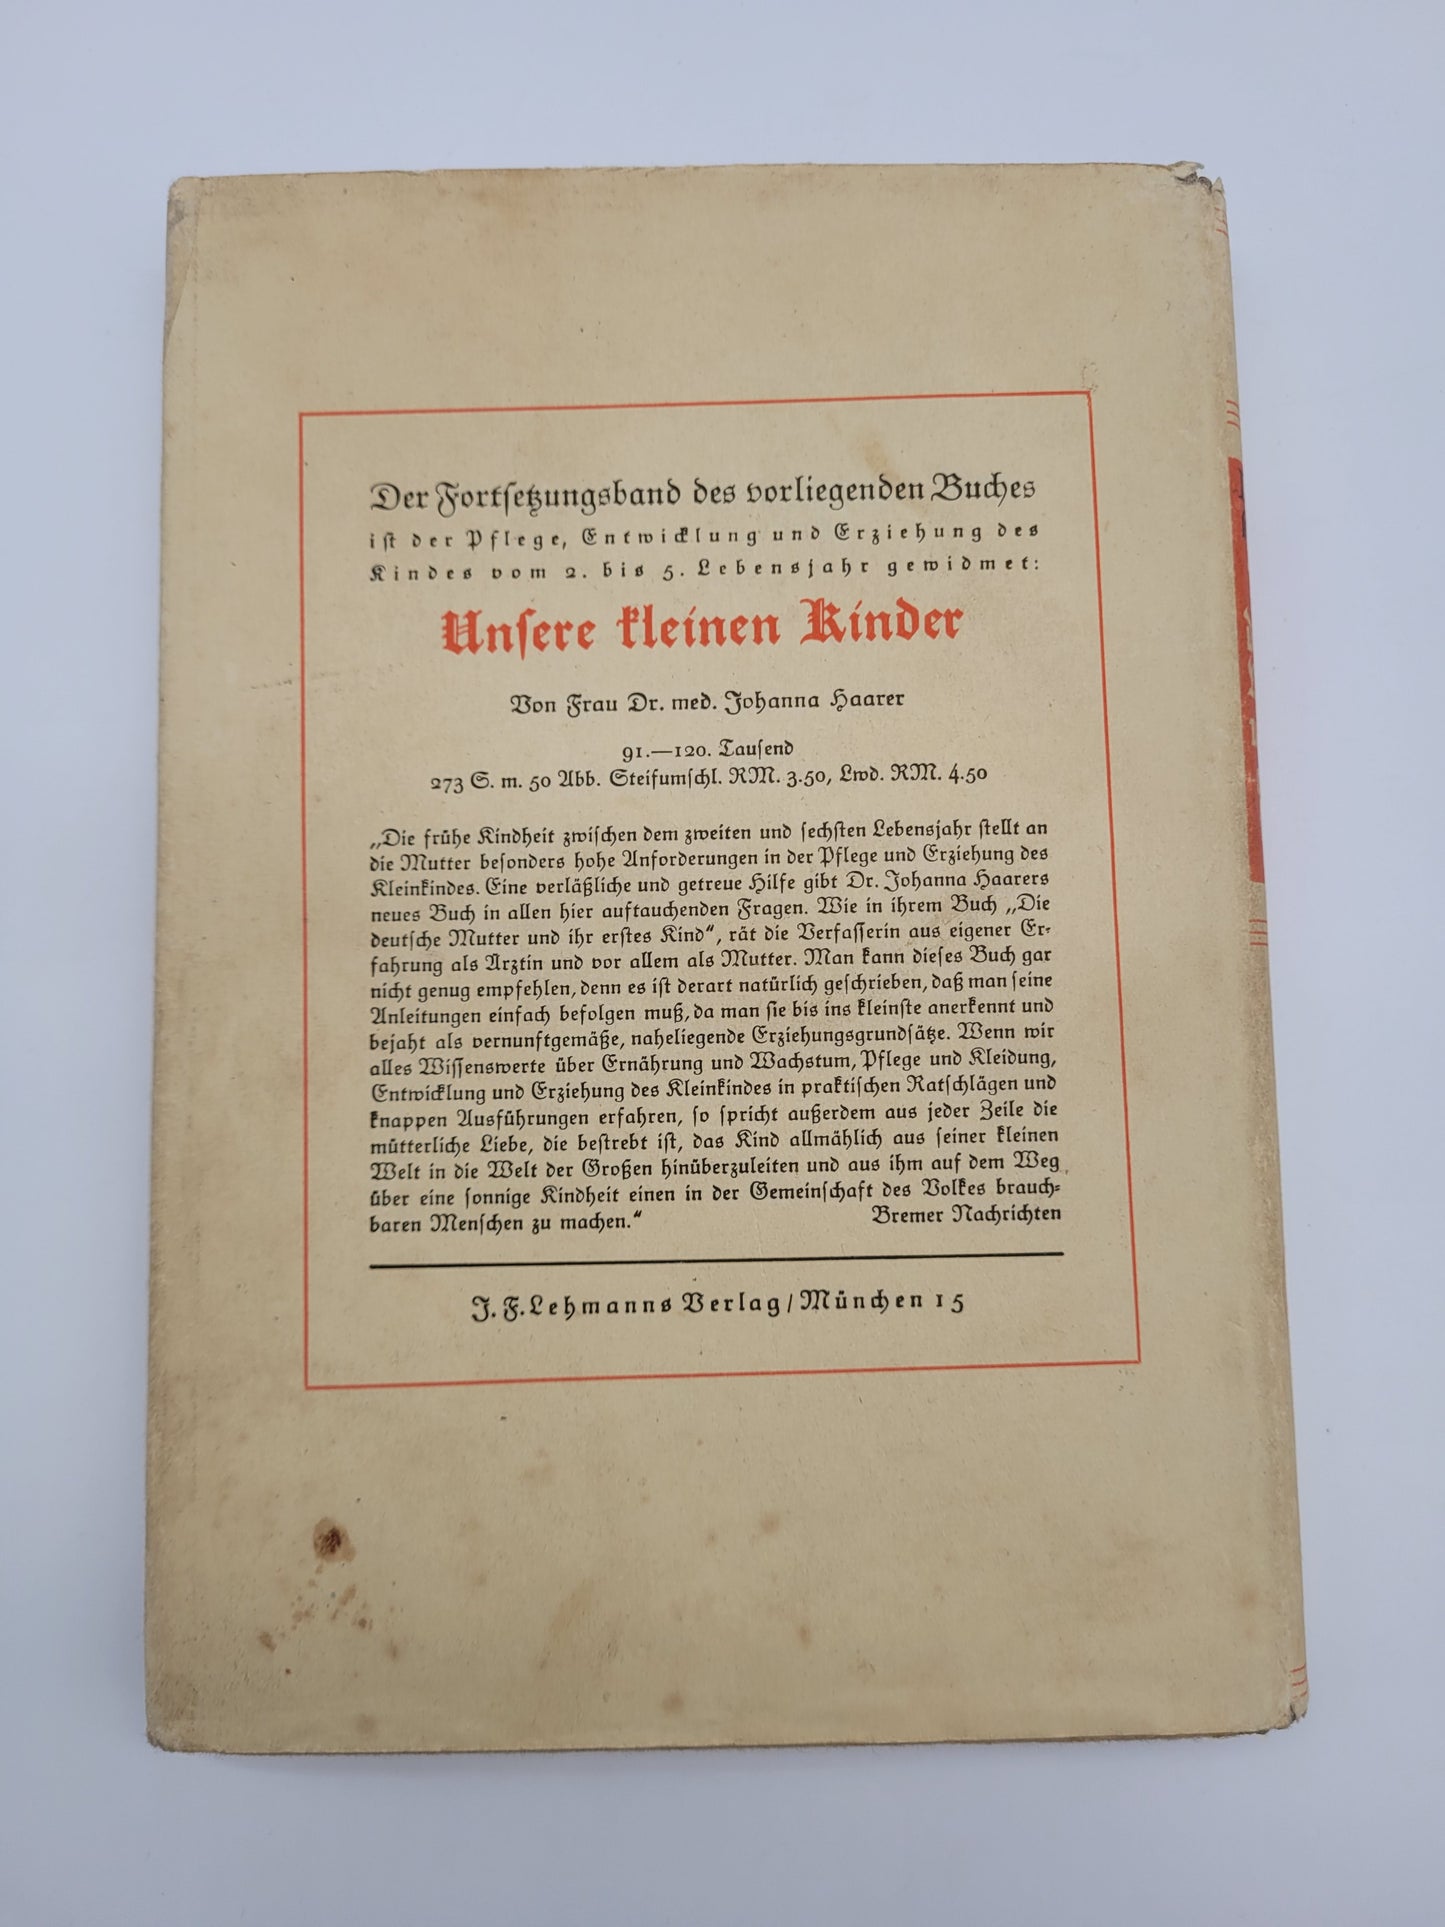 Der Fortsetzungsband des vorliegenden Buches
ist der Pflege, Entwicklung und Erziehung des
Kindes vom 2. bis 5. Lebensjahr gewidmet:
Unsere kleinen Kinder
Von Frau Dr. med. Johanna Haarer
91.—120. Tausend
273 S. m. 50 Abb. Steifumschl. RM. 3.50, Lwd. RM. 4.50
„Die frühe Kindheit zwischen dem zweiten und sechsten Lebensjahr stellt an
die Mutter besonders hohe Anforderungen in der Pflege und Erziehung des
Kleinkindes. Eine verläßliche und getreue Hilfe gibt Dr. Johanna Haarers
neues Buch in allen hier auftauchenden Fragen. Wie in ihrem Buch „Die
deutsche Mutter und ihr erstes Kind“, rät die Verfasserin aus eigener Er-
fahrung als Arztin und vor allem als Mutter. Man kann dieses Buch gar
nicht genug empfehlen, denn es ist derart natürlich geschrieben, daß man seine
Anleitungen einfach befolgen muß, da man sie bis ins kleinste anerkennt und
bejaht als vernunftgemäße, naheliegende Erziehungsgrundsätze. Wenn wir
alles Wissenswerte über Ernährung und Wachstum, Pflege und Kleidung,
Entwicklung und Erziehung des Kleinkindes in praktischen Ratschlägen und
knappen Ausführungen erfahren, so spricht außerdem aus jeder Zeile die
mütterliche Liebe, die bestrebt ist, das Kind allmählich aus seiner kleinen
Welt in die Welt der Großen hinüberzuleiten und aus ihm auf dem Weg
über eine sonnige Kindheit einen in der Gemeinschaft des Volkes brauch-
baren Menschen zu machen.“ Bremer Nachrichten
J. F. Lehmanns Verlag / München 15